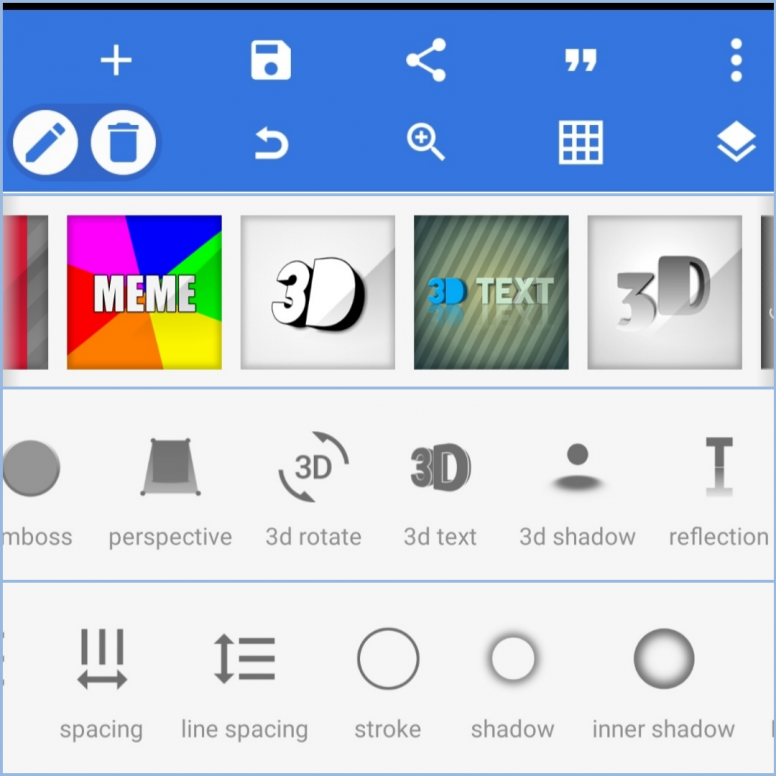 MEME
3D
3D TEXT
3D
mboss
perspective
3D
3d rotate
3D
3d text
3d shadow
T
reflection
spacing
line spacing
stroke
shadow
inner shadow